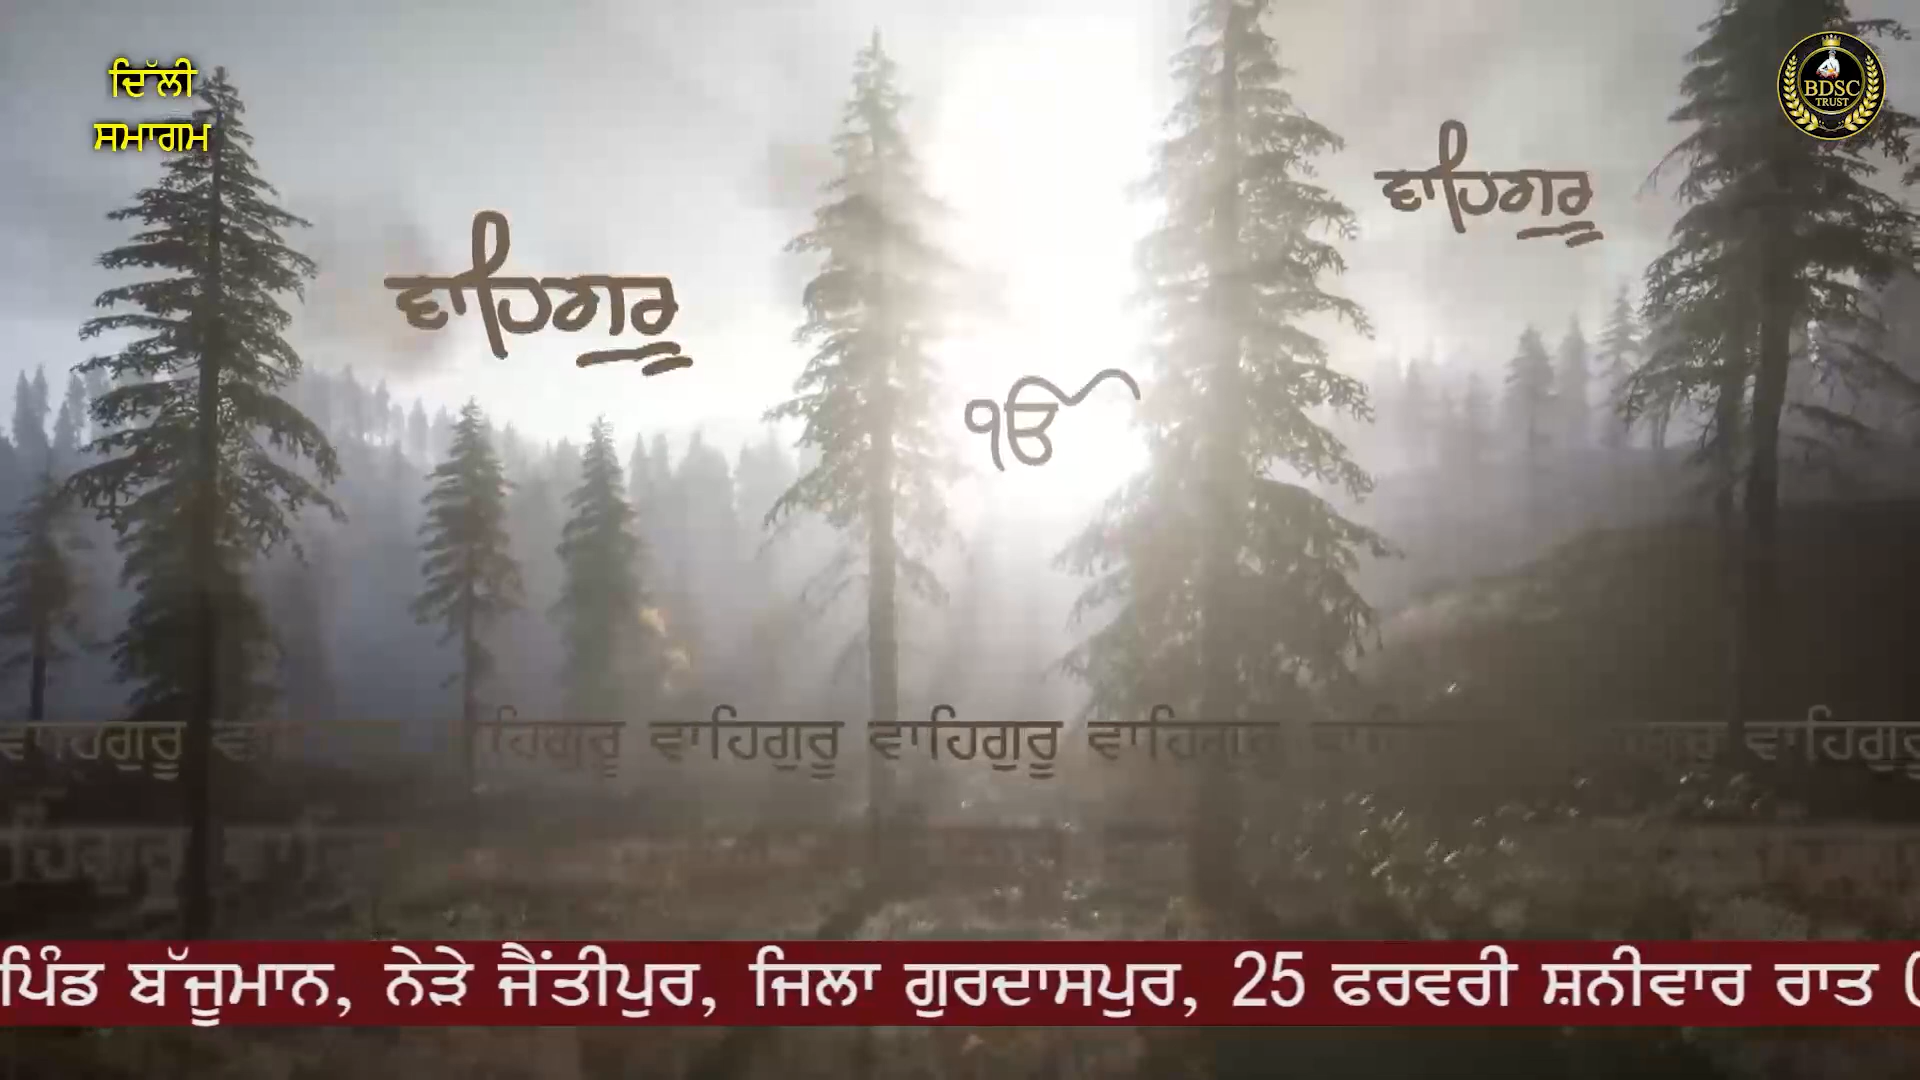 ਦਿੱਲੀ
ਸਮਾਗਮ
BDSC
TRUST
ਵਾਹਿਗੁਰੂ
ਵਾਹਿਗੁਰੂ
ੴ
ਵਾਹਿਗੁਰੂ ਵਾਹਿਗੁਰੂ ਵਾਹਿਗੁਰੂ ਵਾਹਿਗੁਰੂ ਵਾਹਿਗੁਰੂ ਵਾਹਿਗੁਰੂ
ਵਾਹਿਗੁਰੂ
ਪਿੰਡ ਬੱਜੂਮਾਨ, ਨੇੜੇ ਜੈਂਤੀਪੁਰ, ਜਿਲਾ ਗੁਰਦਾਸਪੁਰ, 25 ਫਰਵਰੀ ਸ਼ਨੀਵਾਰ ਰਾਤ